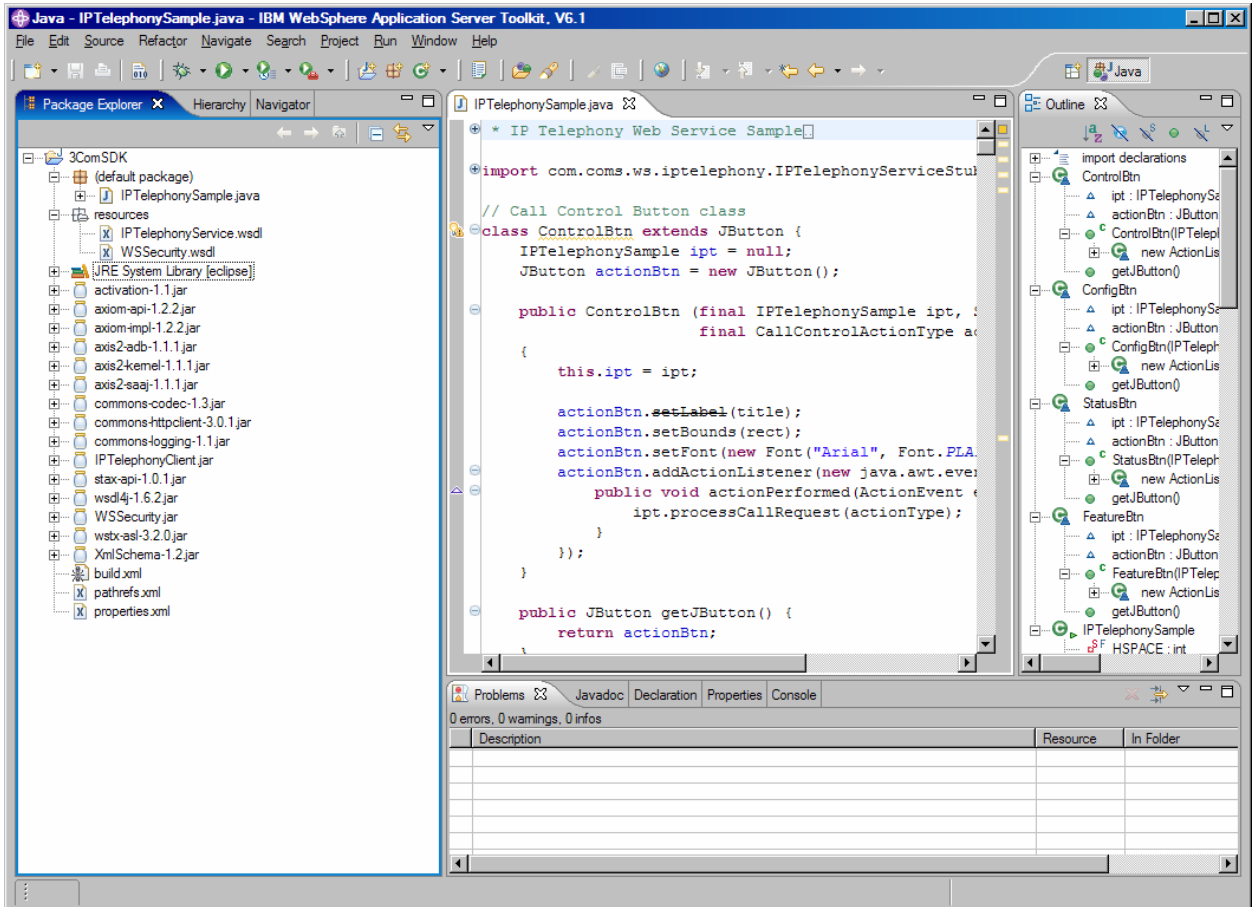 Java - IPTelephonySample.java - IBM WebSphere Application Server Toolkit, V6.1
File Edit Source Refactor Navigate Search Project Run Window Help
Java
Package Explorer Hierarchy Navigator
3ComSDK
(default package)
IPTelephonySample.java
resources
IPTelephonyService.wsdl
WSSecurity.wsdl
JRE System Library [eclipse]
activation-1.1.jar
axiom-api-1.2.2.jar
axiom-impl-1.2.2.jar
axis2-adb-1.1.1.jar
axis2-kernel-1.1.1.jar
axis2-saaj-1.1.1.jar
commons-codec-1.3.jar
commons-httpclient-3.0.1.jar
commons-logging-1.1.jar
IPTelephonyClient.jar
stax-api-1.0.1.jar
wsdl4j-1.6.2.jar
WSSecurity.jar
wstx-asl-3.2.0.jar
XmlSchema-1.2.jar
build.xml
pathrefs.xml
properties.xml
IPTelephonySample.java
* IP Telephony Web Service Sample
import com.coms.ws.iptelephony.IPTelephonyServiceStub
// Call Control Button class
class ControlBtn extends JButton {
IPTelephonySample ipt = null;
JButton actionBtn = new JButton();
public ControlBtn (final IPTelephonySample ipt, S
final CallControlActionType ac
{
this.ipt = ipt;
actionBtn.setLabel(title);
actionBtn.setBounds(rect);
actionBtn.setFont(new Font("Arial", Font.PLA
actionBtn.addActionListener(new java.awt.even
public void actionPerformed(ActionEvent e
ipt.processCallRequest(actionType);
}
});
}
public JButton getJButton() {
return actionBtn;
}
Outline
import declarations
ControlBtn
ipt : IPTelephonySa
actionBtn : JButton
ControlBtn(IPTeleph
new ActionLis
getJButton()
ConfigBtn
ipt : IPTelephonySa
actionBtn : JButton
ConfigBtn(IPTeleph
new ActionLis
getJButton()
StatusBtn
ipt : IPTelephonySa
actionBtn : JButton
StatusBtn(IPTeleph
new ActionLis
getJButton()
FeatureBtn
ipt : IPTelephonySa
actionBtn : JButton
FeatureBtn(IPTelep
new ActionLis
getJButton()
IPTelephonySample
HSPACE : int
Problems Javadoc Declaration Properties Console
0 errors, 0 warnings, 0 infos
Description Resource In Folder